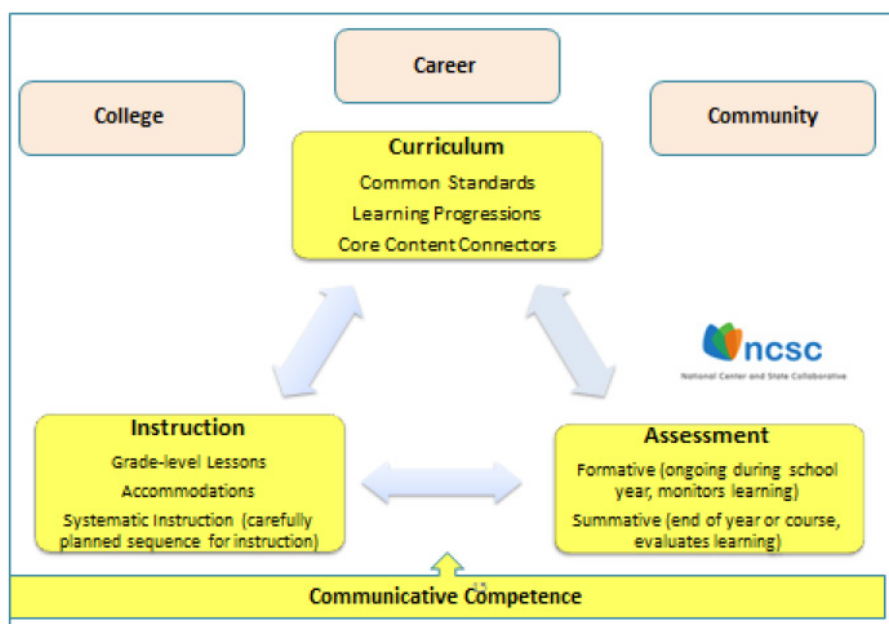 Career
College
Community
Curriculum
Common Standards
Learning Progressions
Core Content Connectors
ncsc
National Center and State Collaborative
Instruction
Grade-level Lessons
Accommodations
Systematic Instruction (carefully
planned sequence for instruction)
Assessment
Formative (ongoing during school
year, monitors learning)
Summative (end of year or course,
evaluates learning)
Communicative Competence